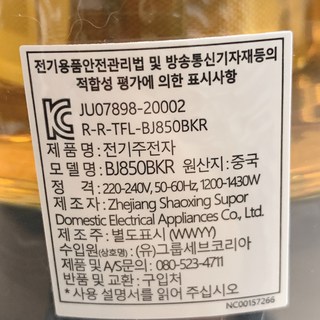 전기용품안전관리법 및 방송통신기자재등의
적합성 평가에 의한 표시사항
JU07898-20002
R-R-TFL-BJ850BKR
제품명: 전기주전자
모델명: BJ850BKR 원산지: 중국
정격: 220-240V, 50-60Hz, 1200-1430W
제조자: Zhejiang Shaoxing Supor
Domestic Electrical Appliances Co., Ltd.
제조주: 별도표시 (WW/YY)
수입원(상호명): (유)그룹세브코리아
제품 및 A/S문의: 080-523-4711
반품 및 교환: 구입처
* 사용 설명서를 읽어 주십시오
NC00157266